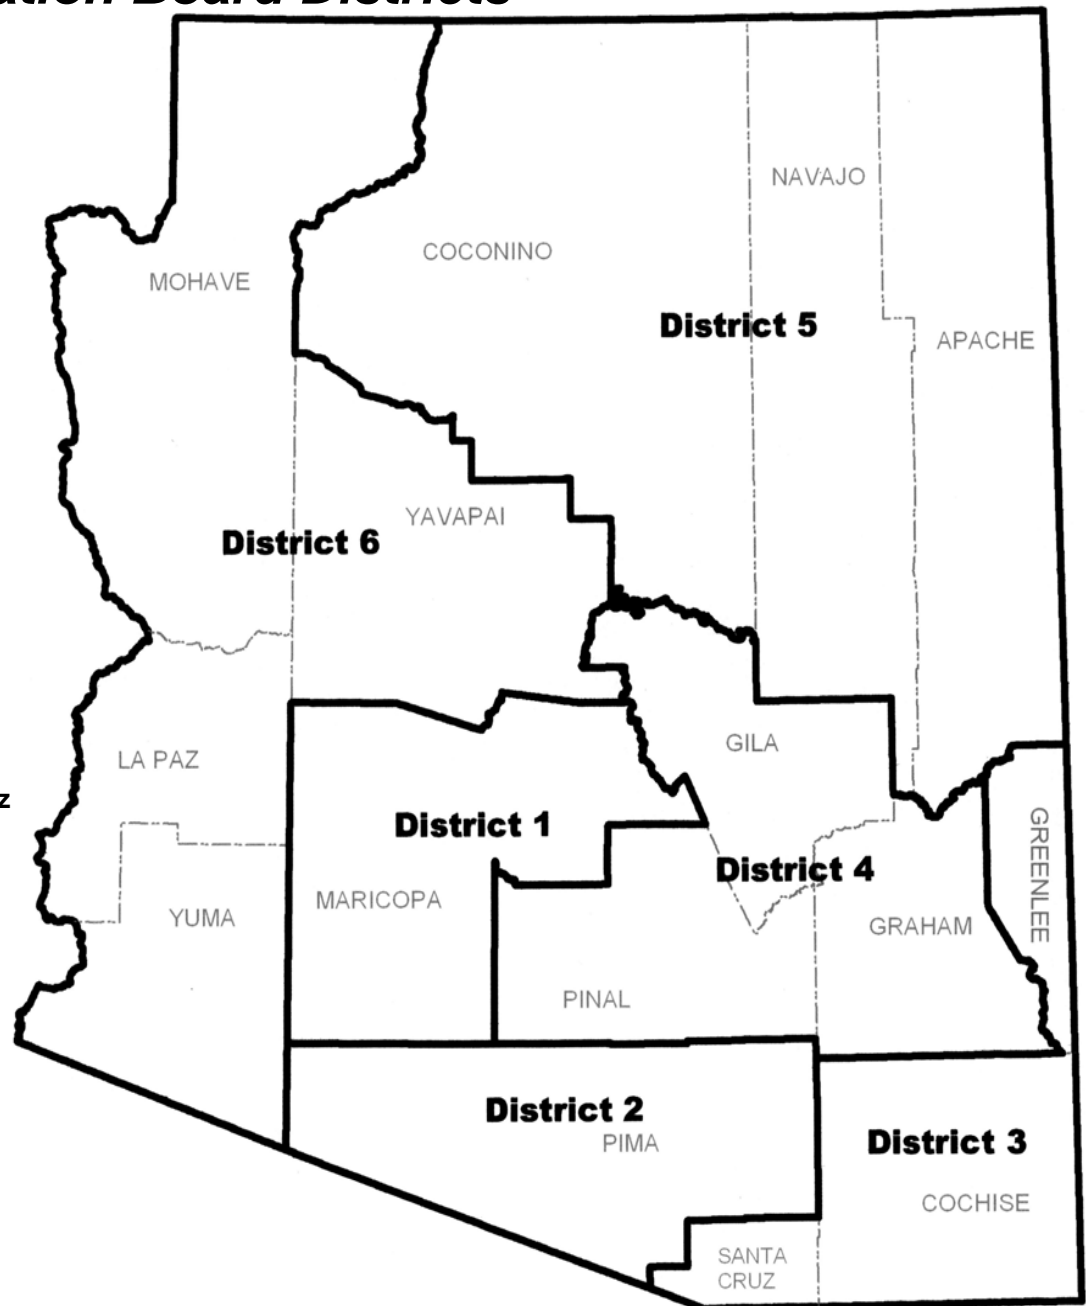 Board Districts
NAVAJO
COCONINO
MOHAVE
District 5
APACHE
YAVAPAI
District 6
GILA
LA PAZ
z
District 1
GREENLEE
District 4
MARICOPA
YUMA
GRAHAM
PINAL
District 2
PIMA
District 3
COCHISE
SANTA
CRUZ